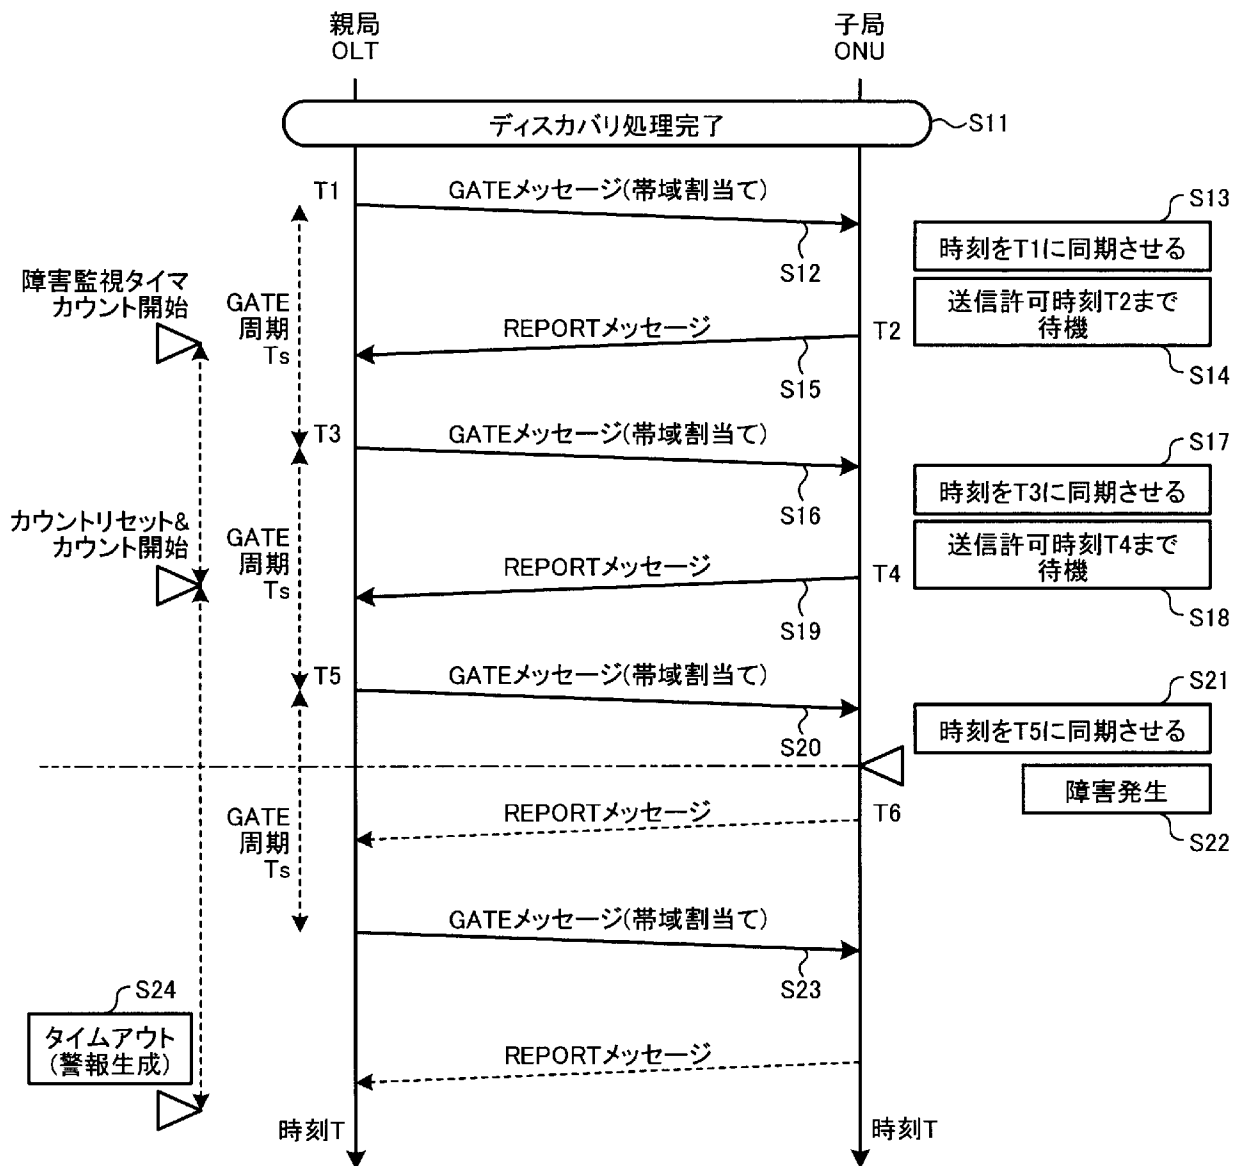 親局
OLT
子局
ONU
ディスカバリ処理完了
S11
T1
GATEメッセージ(帯域割当て)
S12
S13
時刻をT1に同期させる
障害監視タイマ
カウント開始
GATE
周期
Ts
送信許可時刻T2まで
待機
S14
REPORTメッセージ
T2
S15
T3
GATEメッセージ(帯域割当て)
S16
S17
時刻をT3に同期させる
カウントリセット&
カウント開始
GATE
周期
Ts
送信許可時刻T4まで
待機
S18
REPORTメッセージ
T4
S19
T5
GATEメッセージ(帯域割当て)
S20
S21
時刻をT5に同期させる
障害発生
S22
GATE
周期
Ts
REPORTメッセージ
T6
GATEメッセージ(帯域割当て)
S23
S24
タイムアウト
(警報生成)
REPORTメッセージ
時刻T
時刻T